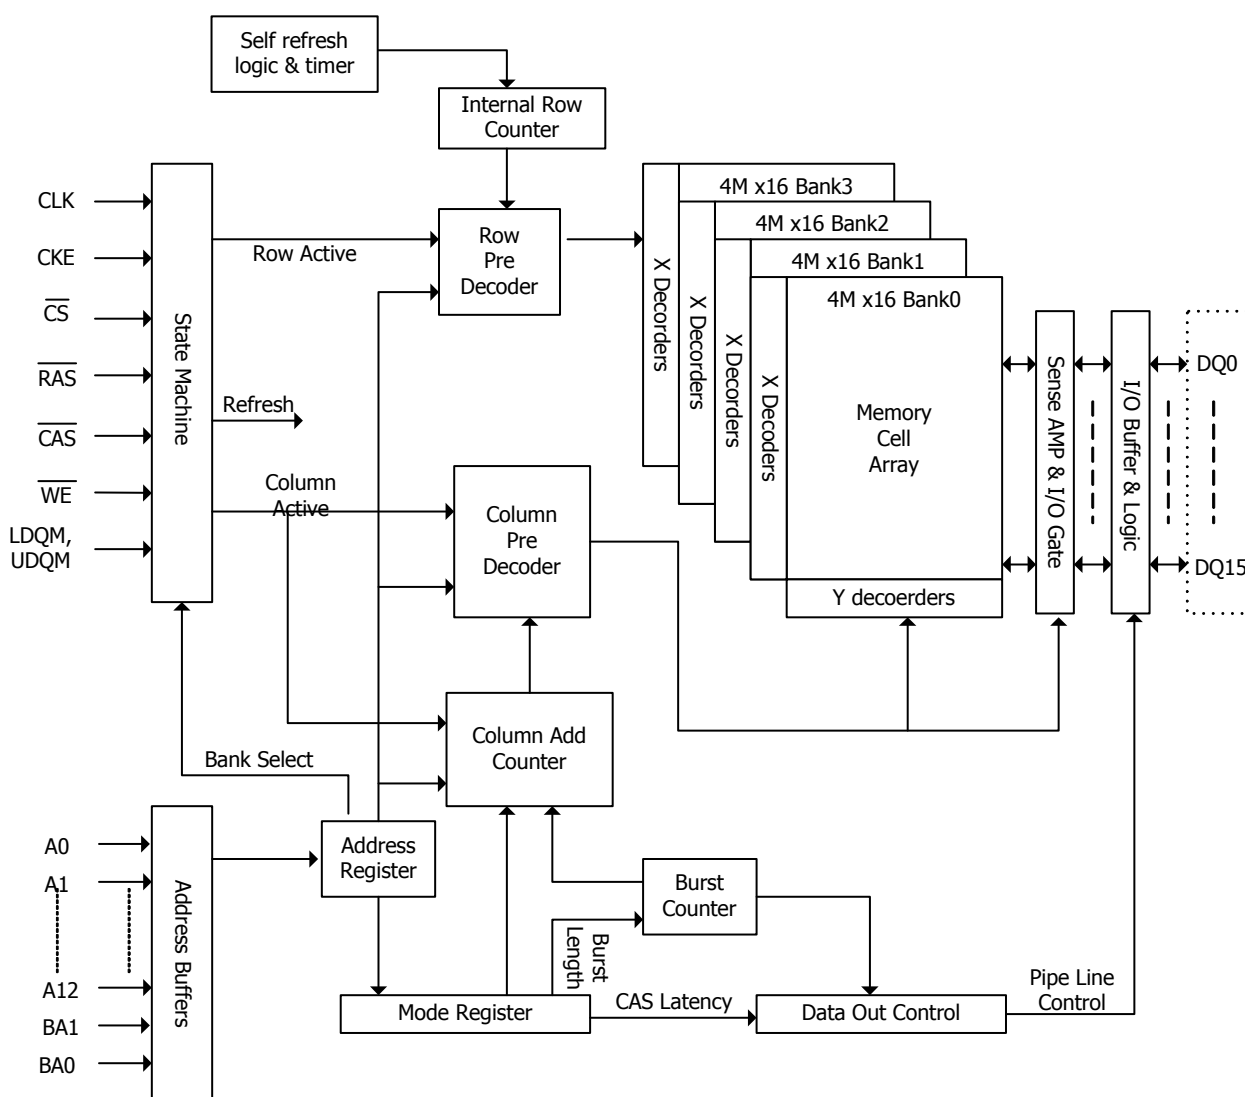 Self refresh
logic & timer
Internal Row
Counter
CLK
CKE
CS
RAS
CAS
WE
LDQM,
UDQM
State Machine
Row Active
Refresh
Column
Active
Row
Pre
Decoder
Column
Pre
Decoder
X Decorders
X Decorders
X Decorders
X Decoders
4M x16 Bank3
4M x16 Bank2
4M x16 Bank1
4M x16 Bank0
Memory
Cell
Array
Y decoerders
Sense AMP & I/O Gate
I/O Buffer & Logic
DQ0
DQ15
Column Add
Counter
Bank Select
A0
A1
A12
BA1
BA0
Address Buffers
Address
Register
Burst
Counter
Burst
Length
Mode Register
CAS Latency
Data Out Control
Pipe Line
Control